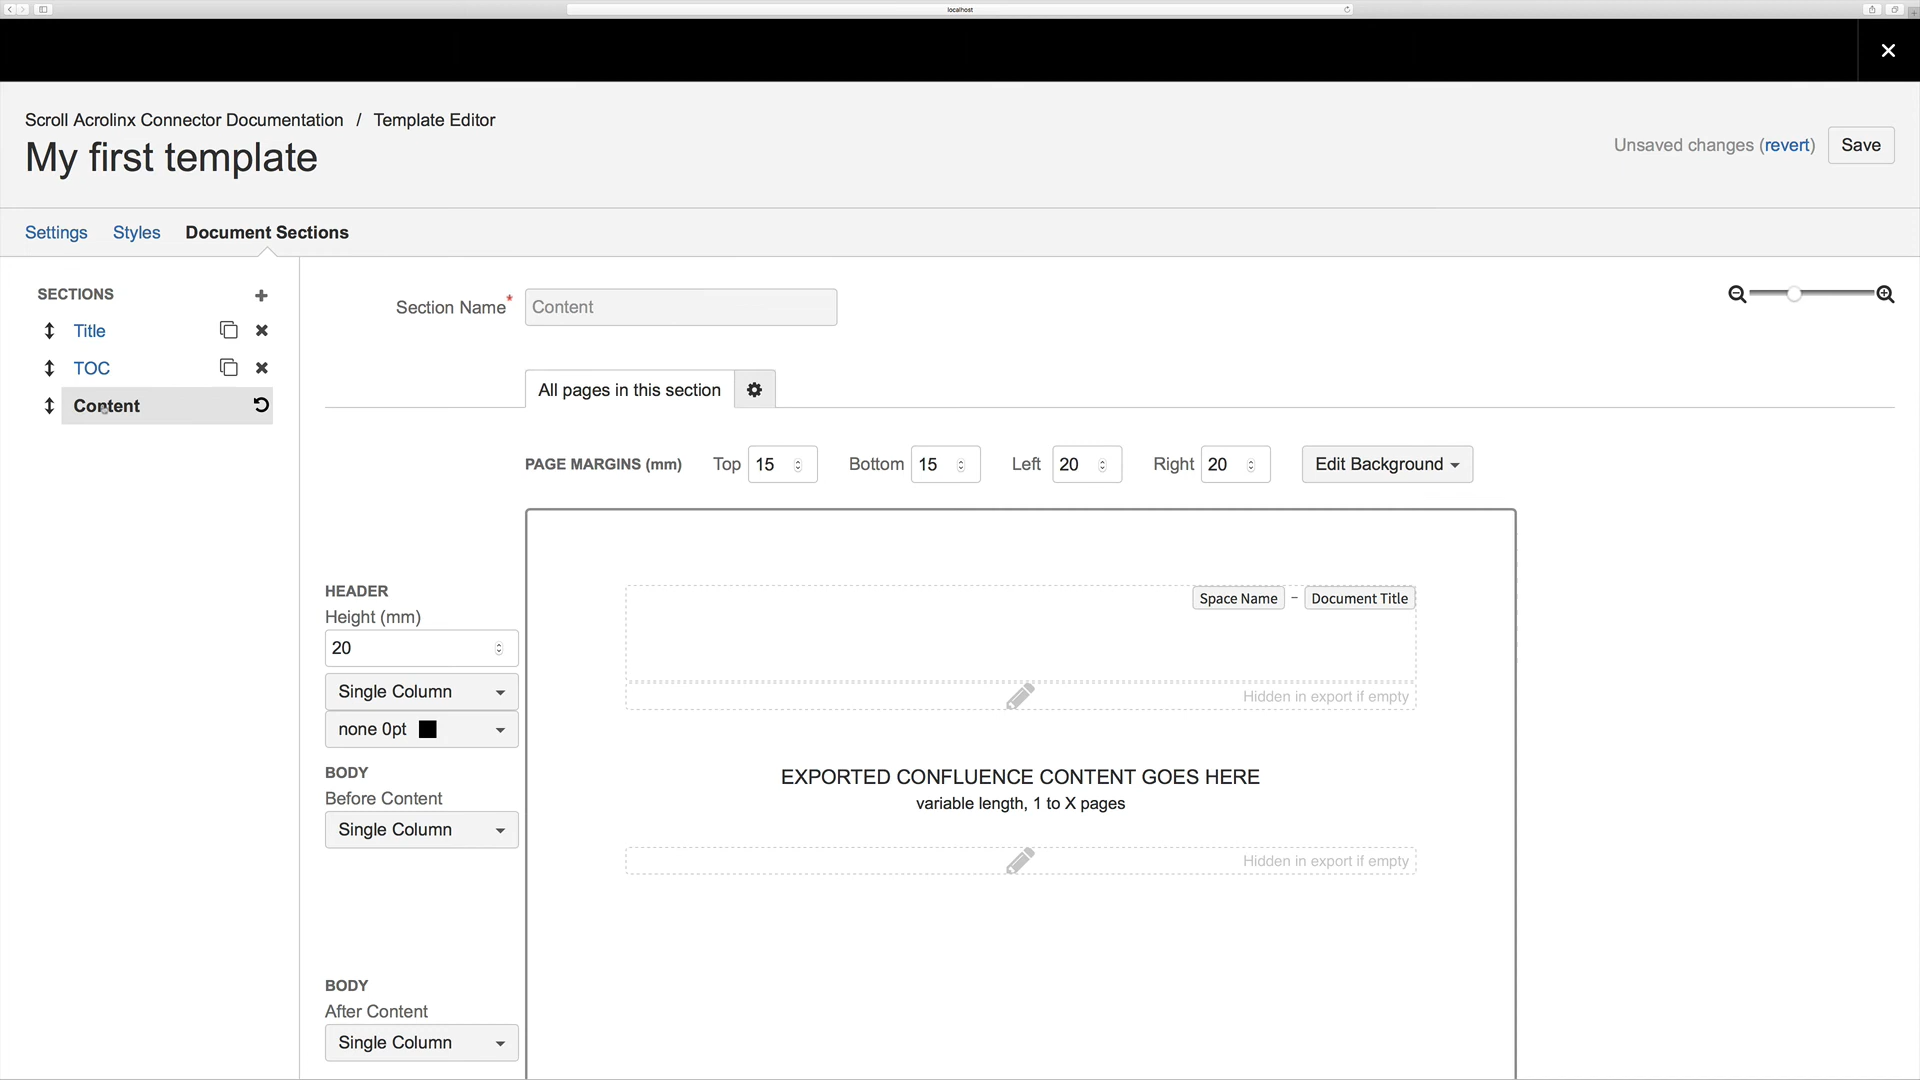 localhost
Scroll Acrolinx Connector Documentation / Template Editor
My first template
Unsaved changes (revert) Save
Settings Styles Document Sections
SECTIONS
Title
TOC
Content
Section Name* Content
All pages in this section
PAGE MARGINS (mm) Top 15 Bottom 15 Left 20 Right 20 Edit Background
HEADER
Height (mm)
20
Single Column
none 0pt
Space Name – Document Title
Hidden in export if empty
BODY
Before Content
Single Column
EXPORTED CONFLUENCE CONTENT GOES HERE
variable length, 1 to X pages
Hidden in export if empty
BODY
After Content
Single Column